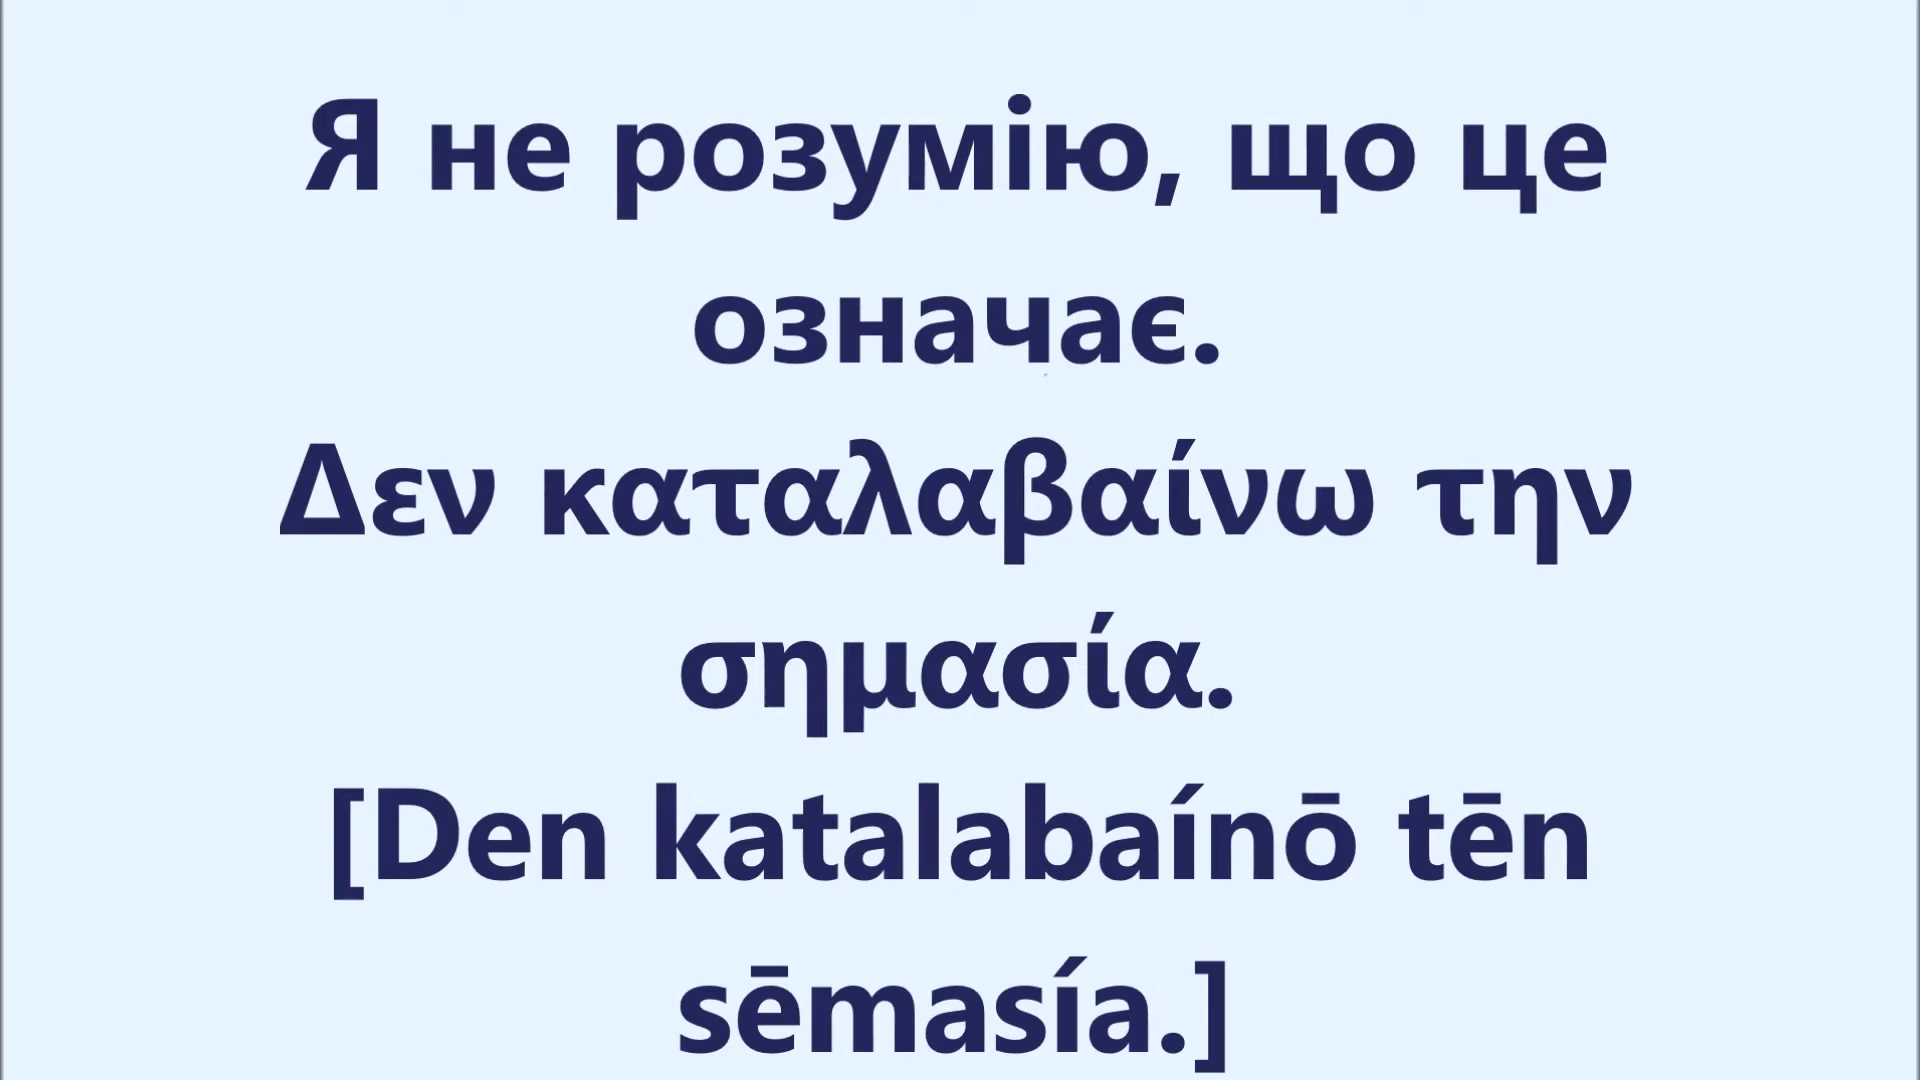 Я не розумію, що це
означає.
Δεν καταλαβαίνω την
σημασία.
[Den katalabaínō tēn
sēmasía.]